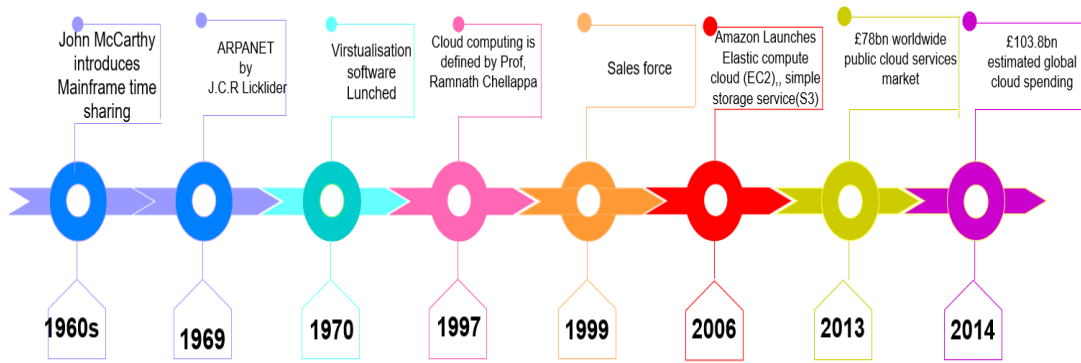 John McCarthy
introduces
Mainframe time
sharing
ARPANET
by
J.C.R Licklider
Virstualisation
software
Lunched
Cloud computing is
defined by Prof,
Ramnath Chellappa
Sales force
Amazon Launches
Elastic compute
cloud (EC2),, simple
storage service(S3)
£78bn worldwide
public cloud services
market
£103.8bn
estimated global
cloud spending
1960s
1969
1970
1997
1999
2006
2013
2014